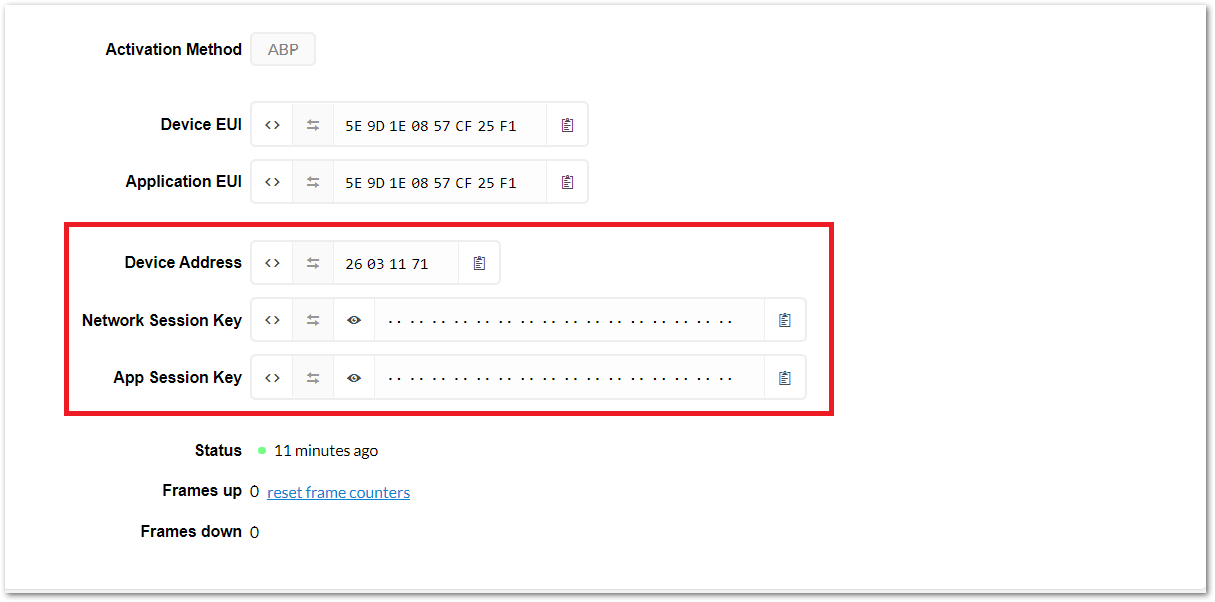 Activation Method ABP
Device EUI <> 5E 9D 1E 08 57 CF 25 F1
Application EUI <> 5E 9D 1E 08 57 CF 25 F1
Device Address <> 26 03 11 71
Network Session Key <> ·· ·· ·· ·· ·· ·· ·· ·· ·· ·· ·· ·· ·· ·· ·· ··
App Session Key <> ·· ·· ·· ·· ·· ·· ·· ·· ·· ·· ·· ·· ·· ·· ·· ··
Status 11 minutes ago
Frames up 0 reset frame counters
Frames down 0